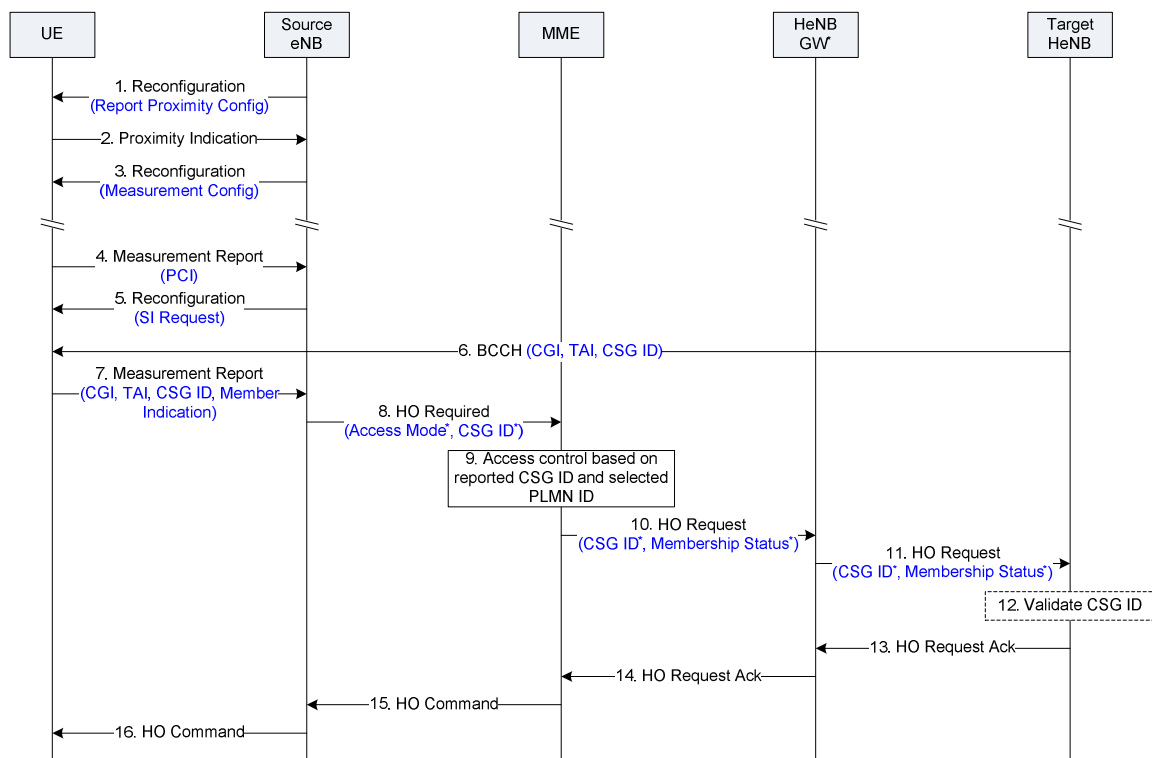 UE
Source
eNB
MME
HeNB
GW*
Target
HeNB
1. Reconfiguration
(Report Proximity Config)
2. Proximity Indication
3. Reconfiguration
(Measurement Config)
4. Measurement Report
(PCI)
5. Reconfiguration
(SI Request)
6. BCCH (CGI, TAI, CSG ID)
7. Measurement Report
(CGI, TAI, CSG ID, Member
Indication)
8. HO Required
(Access Mode*, CSG ID*)
9. Access control based on
reported CSG ID and selected
PLMN ID
10. HO Request
(CSG ID*, Membership Status*)
11. HO Request
(CSG ID*, Membership Status*)
12. Validate CSG ID
13. HO Request Ack
14. HO Request Ack
15. HO Command
16. HO Command